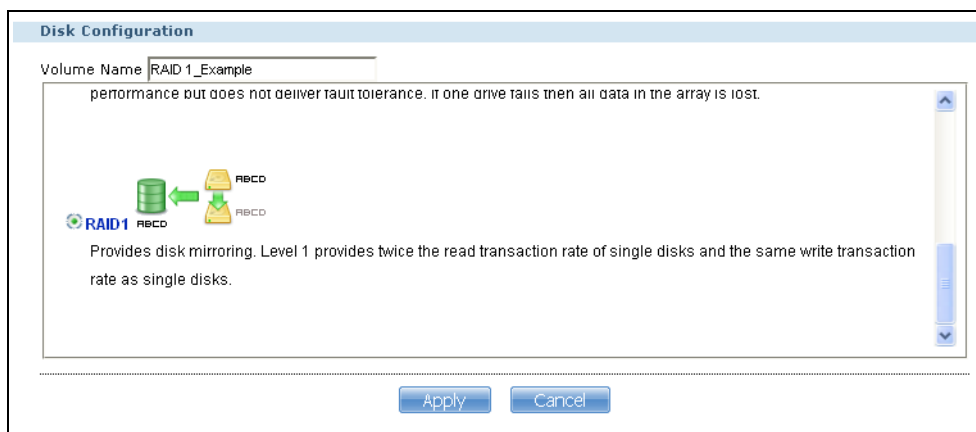 Disk Configuration
Volume Name RAID 1_Example
performance but does not deliver fault tolerance. If one drive fails then all data in the array is lost.
ABCD
ABCD
RAID1 ABCD
Provides disk mirroring. Level 1 provides twice the read transaction rate of single disks and the same write transaction
rate as single disks.
Apply Cancel